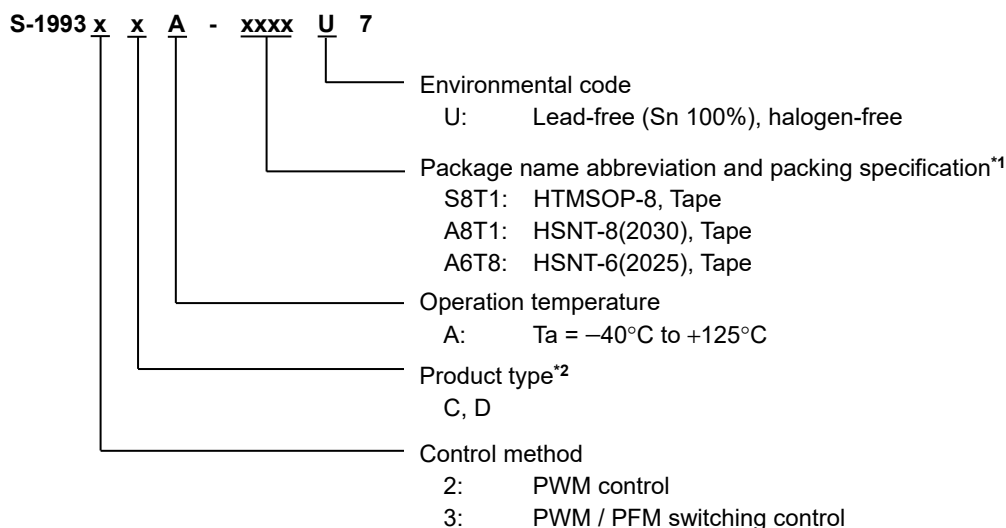 S-1993 x x A - xxxx U 7
Environmental code
U: Lead-free (Sn 100%), halogen-free
Package name abbreviation and packing specification*1
S8T1: HTMSOP-8, Tape
A8T1: HSNT-8(2030), Tape
A6T8: HSNT-6(2025), Tape
Operation temperature
A: Ta = −40°C to +125°C
Product type*2
C, D
Control method
2: PWM control
3: PWM / PFM switching control